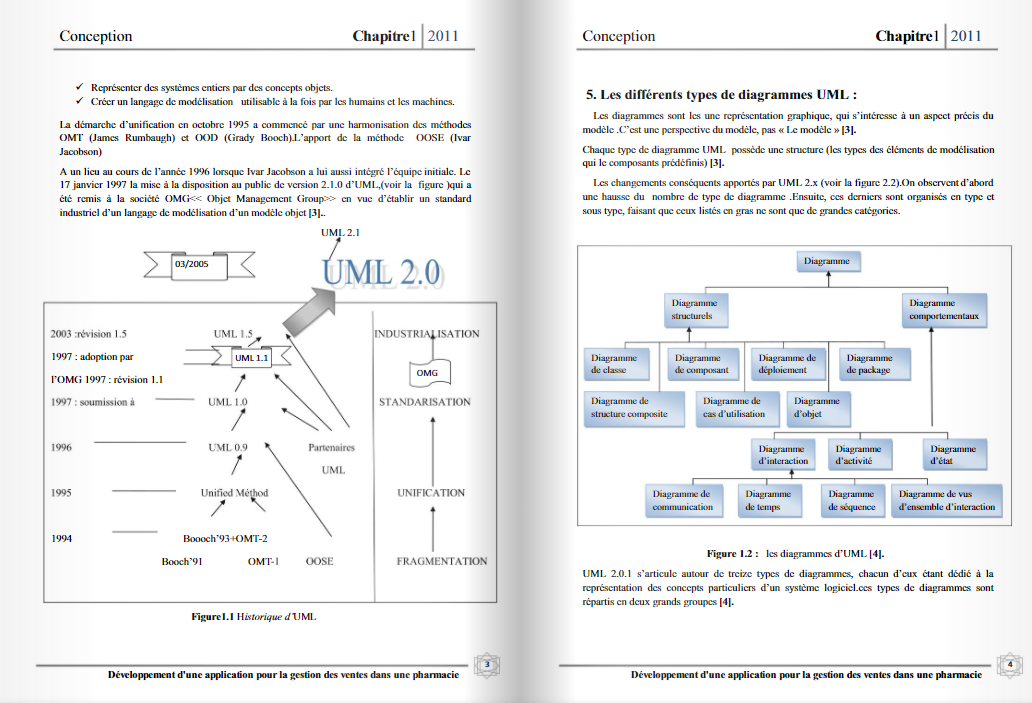 Conception Chapitre1 2011
✓ Représenter des systèmes entiers par des concepts objets.
✓ Créer un langage de modélisation utilisable à la fois par les humains et les machines.
La démarche d'unification en octobre 1995 a commencé par une harmonisation des méthodes
OMT (James Rumbaugh) et OOD (Grady Booch).L'apport de la méthode OOSE (Ivar
Jacobson)
A un lieu au cours de l'année 1996 lorsque Ivar Jacobson a lui aussi intégré l'équipe initiale. Le
17 janvier 1997 la mise à la disposition au public de version 2.1.0 d'UML,(voir la figure )qui a
été remis à la société OMG<< Objet Management Group>> en vue d'établir un standard
industriel d'un langage de modélisation d'un modèle objet [3]..
UML 2.1
03/2005
UML 2.0
2003 :révision 1.5
UML 1.5
INDUSTRIALISATION
1997 : adoption par
UML 1.1
OMG
l'OMG 1997 : révision 1.1
1997 : soumission à
UML 1.0
STANDARISATION
1996
UML 0.9
Partenaires
UML
1995
Unified Méthod
UNIFICATION
1994
Boooch'93+OMT-2
Booch'91
OMT-1
OOSE
FRAGMENTATION
Figure1.1 Historique d'UML
3
Développement d'une application pour la gestion des ventes dans une pharmacie
Conception Chapitre1 2011
5. Les différents types de diagrammes UML :
Les diagrammes sont les une représentation graphique, qui s'intéresse à un aspect précis du
modèle .C'est une perspective du modèle, pas « Le modèle » [3].
Chaque type de diagramme UML possède une structure (les types des éléments de modélisation
qui le composants prédéfinis) [3].
Les changements conséquents apportés par UML 2.x (voir la figure 2.2).On observent d'abord
une hausse du nombre de type de diagramme .Ensuite, ces derniers sont organisés en type et
sous type, faisant que ceux listés en gras ne sont que de grandes catégories.
Diagramme
Diagramme
structurels
Diagramme
comportementaux
Diagramme
de classe
Diagramme
de composant
Diagramme de
déploiement
Diagramme
de package
Diagramme de
structure composite
Diagramme de
cas d'utilisation
Diagramme
d'objet
Diagramme
d'interaction
Diagramme
d'activité
Diagramme
d'état
Diagramme de
communication
Diagramme
de temps
Diagramme
de séquence
Diagramme de vus
d'ensemble d'interaction
Figure 1.2 : les diagrammes d'UML [4].
UML 2.0.1 s'articule autour de treize types de diagrammes, chacun d'eux étant dédié à la
représentation des concepts particuliers d'un système logiciel.ces types de diagrammes sont
répartis en deux grands groupes [4].
4
Développement d'une application pour la gestion des ventes dans une pharmacie